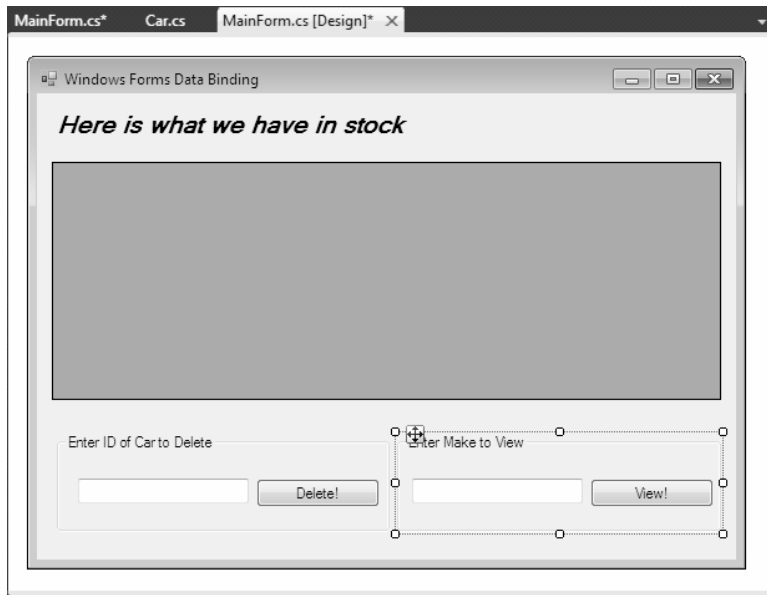 MainForm.cs* Car.cs MainForm.cs [Design]*
Windows Forms Data Binding
Here is what we have in stock
Enter ID of Car to Delete Enter Make to View
Delete! View!